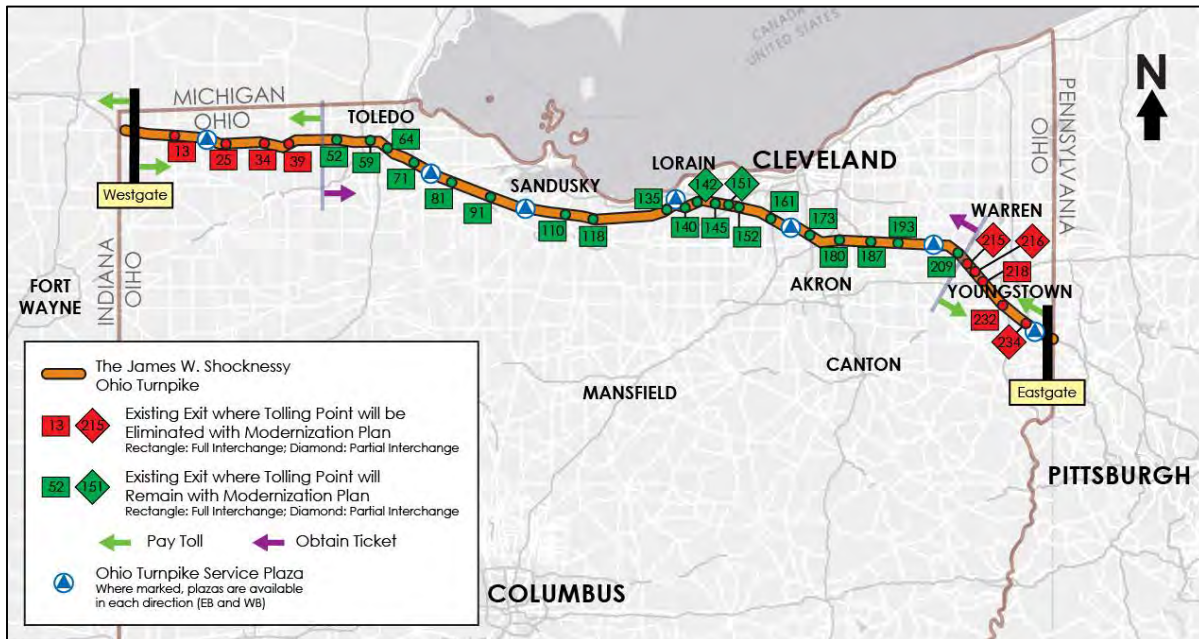 CANADA
UNITED STATES
N
MICHIGAN
OHIO
TOLEDO
64
PENNSYLVANIA
OHIO
LORAIN
CLEVELAND
13
25
34
39
52
59
71
81
91
SANDUSKY
110
118
135
142
151
140
145
152
161
173
180
187
193
209
WARREN
215
216
218
YOUNGSTOWN
232
234
Westgate
Eastgate
INDIANA
OHIO
FORT
WAYNE
AKRON
CANTON
MANSFIELD
PITTSBURGH
COLUMBUS
The James W. Shocknessy
Ohio Turnpike
13
215
Existing Exit where Tolling Point will be
Eliminated with Modernization Plan
Rectangle: Full Interchange; Diamond: Partial Interchange
52
151
Existing Exit where Tolling Point will
Remain with Modernization Plan
Rectangle: Full Interchange; Diamond: Partial Interchange
Pay Toll
Obtain Ticket
Ohio Turnpike Service Plaza
Where marked, plazas are available
in each direction (EB and WB)